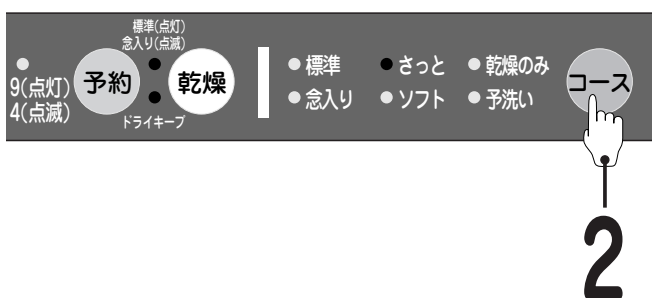 標準(点灯)
念入り(点滅)
9(点灯)
4(点滅)
予約
乾燥
ドライキープ
標準
さっと
乾燥のみ
念入り
ソフト
予洗い
コース
2